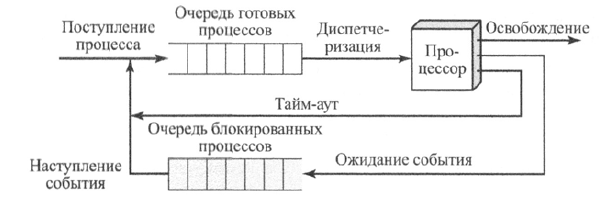 Поступление
процесса
Очередь готовых
процессов
Диспетче-
ризация
Про-
цессор
Освобождение
Тайм-аут
Очередь блокированных
процессов
Наступление
события
Ожидание события